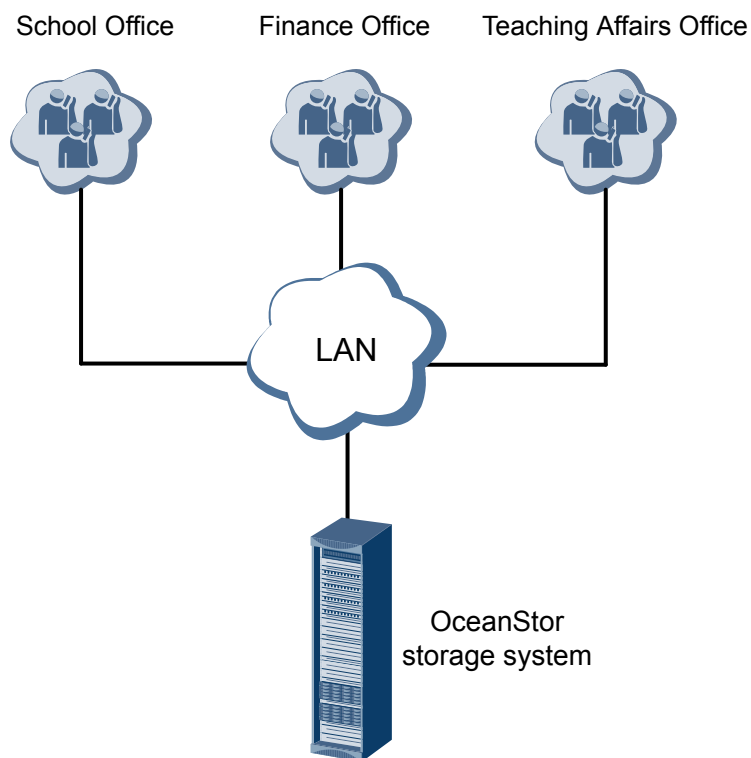 School Office
Finance Office
Teaching Affairs Office
LAN
OceanStor
storage system